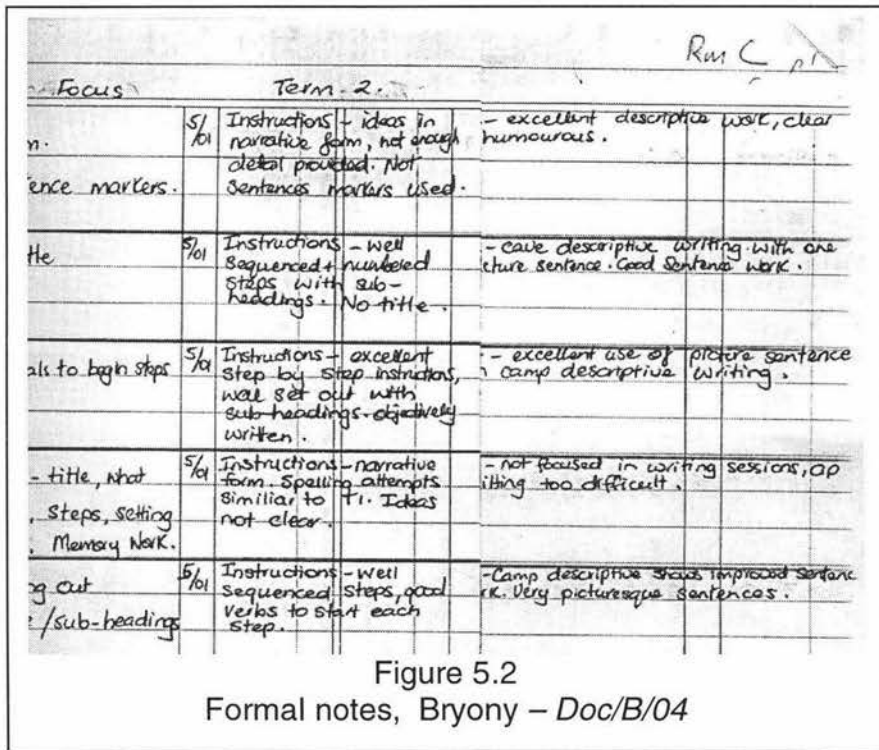 Rm C
Focus Term 2.
5/01 Instructions - ideas in - excellent descriptive work, clear
narrative form, not enough humourous.
detail provided. Not
ence markers. Sentences markers used.
tle 5/01 Instructions - well - cave descriptive writing with one
Sequenced + numbered cture sentence. Good Sentence work.
steps with sub-
headings. No title.
als to begin steps 5/01 Instructions - excellent - excellent use of picture sentence
Step by Step instructions, camp descriptive writing.
well set out with
sub headings - objectively
written.
- title, what 5/01 Instructions - narrative - not focused in writing sessions, ap
form. Spelling attempts itting too difficult.
, Steps, setting similiar to T1. Ideas
. Memory Work. not clear.
og out 5/01 Instructions - well - Camp descriptive shows improved sentenc
Sequenced steps, good rk. Very picturesque sentences.
e / sub-headings verbs to start each
step.
Figure 5.2
Formal notes, Bryony – Doc/B/04